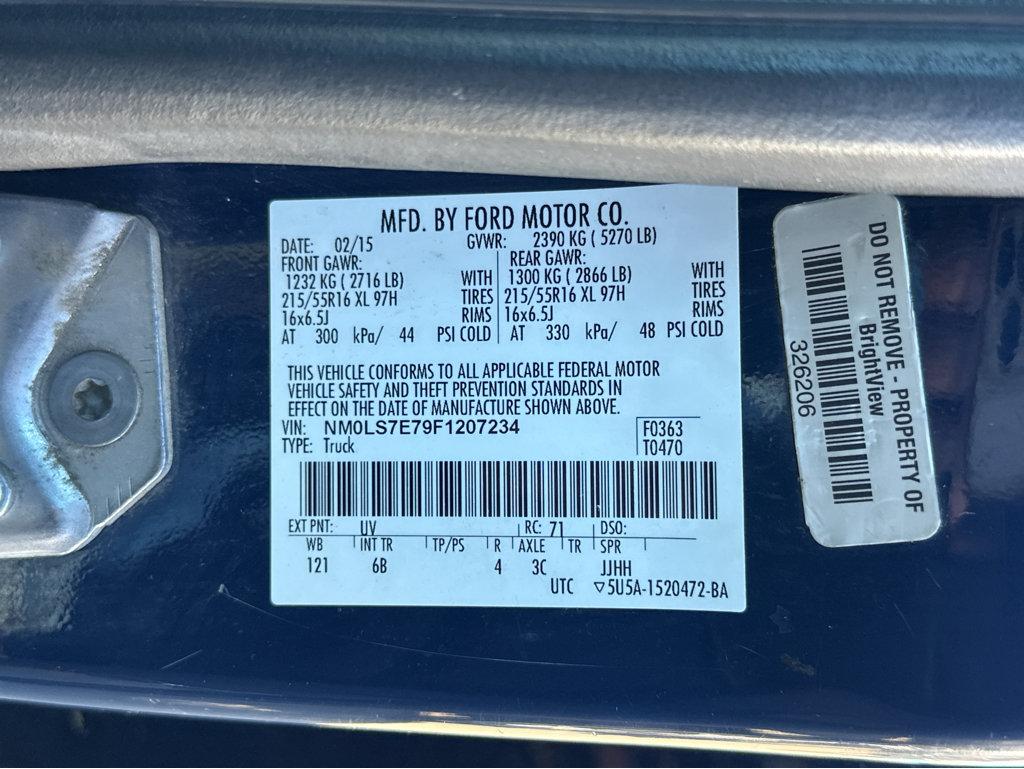 MFD. BY FORD MOTOR CO.
DATE: 02/15 GVWR: 2390 KG ( 5270 LB)
FRONT GAWR: REAR GAWR:
1232 KG ( 2716 LB) WITH 1300 KG ( 2866 LB) WITH
215/55R16 XL 97H TIRES 215/55R16 XL 97H TIRES
16x6.5J RIMS 16x6.5J RIMS
AT 300 kPa/ 44 PSI COLD AT 330 kPa/ 48 PSI COLD
THIS VEHICLE CONFORMS TO ALL APPLICABLE FEDERAL MOTOR
VEHICLE SAFETY AND THEFT PREVENTION STANDARDS IN
EFFECT ON THE DATE OF MANUFACTURE SHOWN ABOVE.
VIN: NM0LS7E79F1207234 F0363
TYPE: Truck T0470
EXT PNT: UV RC: 71 DSO:
WB INT TR TP/PS R AXLE TR SPR
121 6B 4 3C JJHH
UTC ▽5U5A-1520472-BA
DO NOT REMOVE - PROPERTY OF
BrightView
326206